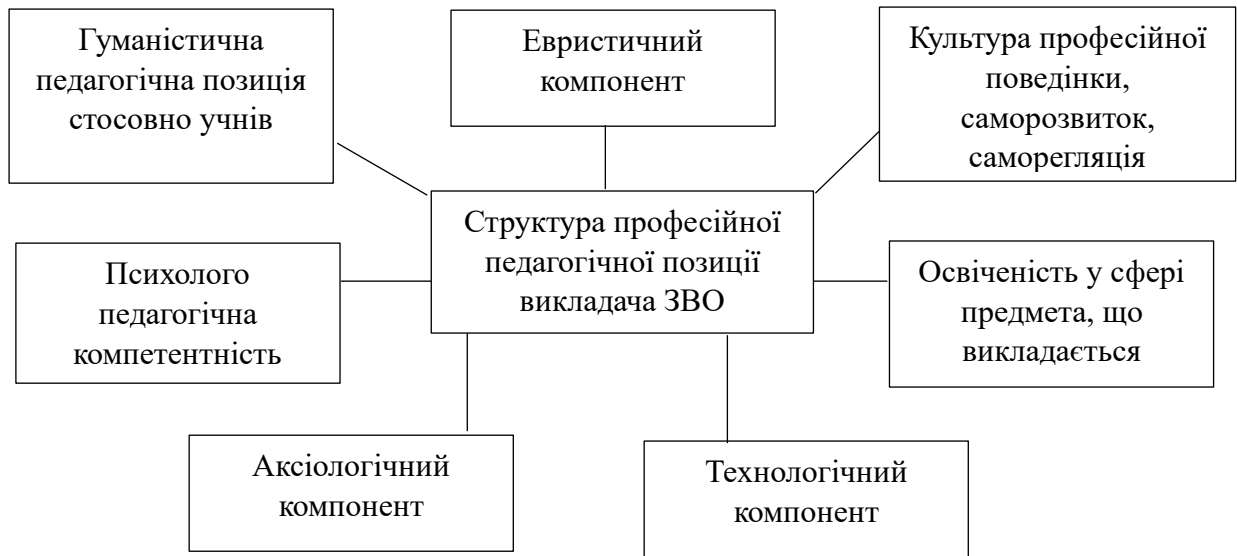 Гуманістична
педагогічна позиція
стосовно учнів
Евристичний
компонент
Культура професійної
поведінки,
саморозвиток,
саморегляція
Структура професійної
педагогічної позиції
викладача ЗВО
Психолого
педагогічна
компетентність
Освіченість у сфері
предмета, що
викладається
Аксіологічний
компонент
Технологічний
компонент